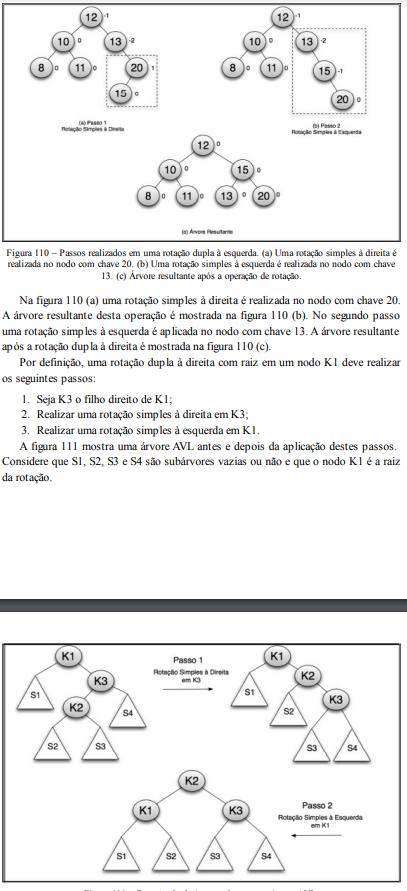 12 -1
10 0 13 -2
8 0 11 0 20 1
15 0
(a) Passo 1
Rotação Simples à Direita
12 -1
10 0 13 -2
8 0 11 0 15 -1
20 0
(b) Passo 2
Rotação Simples à Esquerda
12 0
10 0 15 0
8 0 11 0 13 0 20 0
(c) Árvore Resultante
Figura 110 – Passos realizados em uma rotação dupla à esquerda. (a) Uma rotação simples à direita é
realizada no nodo com chave 20. (b) Uma rotação simples à esquerda é realizada no nodo com chave
13. (c) Árvore resultante após a operação de rotação.
Na figura 110 (a) uma rotação simples à direita é realizada no nodo com chave 20.
A árvore resultante desta operação é mostrada na figura 110 (b). No segundo passo
uma rotação simples à esquerda é aplicada no nodo com chave 13. A árvore resultante
após a rotação dupla à direita é mostrada na figura 110 (c).
Por definição, uma rotação dupla à direita com raiz em um nodo K1 deve realizar
os seguintes passos:
1. Seja K3 o filho direito de K1;
2. Realizar uma rotação simples à direita em K3;
3. Realizar uma rotação simples à esquerda em K1.
A figura 111 mostra uma árvore AVL antes e depois da aplicação destes passos.
Considere que S1, S2, S3 e S4 são subárvores vazias ou não e que o nodo K1 é a raiz
da rotação.
K1
S1 K3
K2 S4
S2 S3
Passo 1
Rotação Simples à Direita
em K3
K1
S1 K2
S2 K3
S3 S4
K2
K1 K3
S1 S2 S3 S4
Passo 2
Rotação Simples à Esquerda
em K1